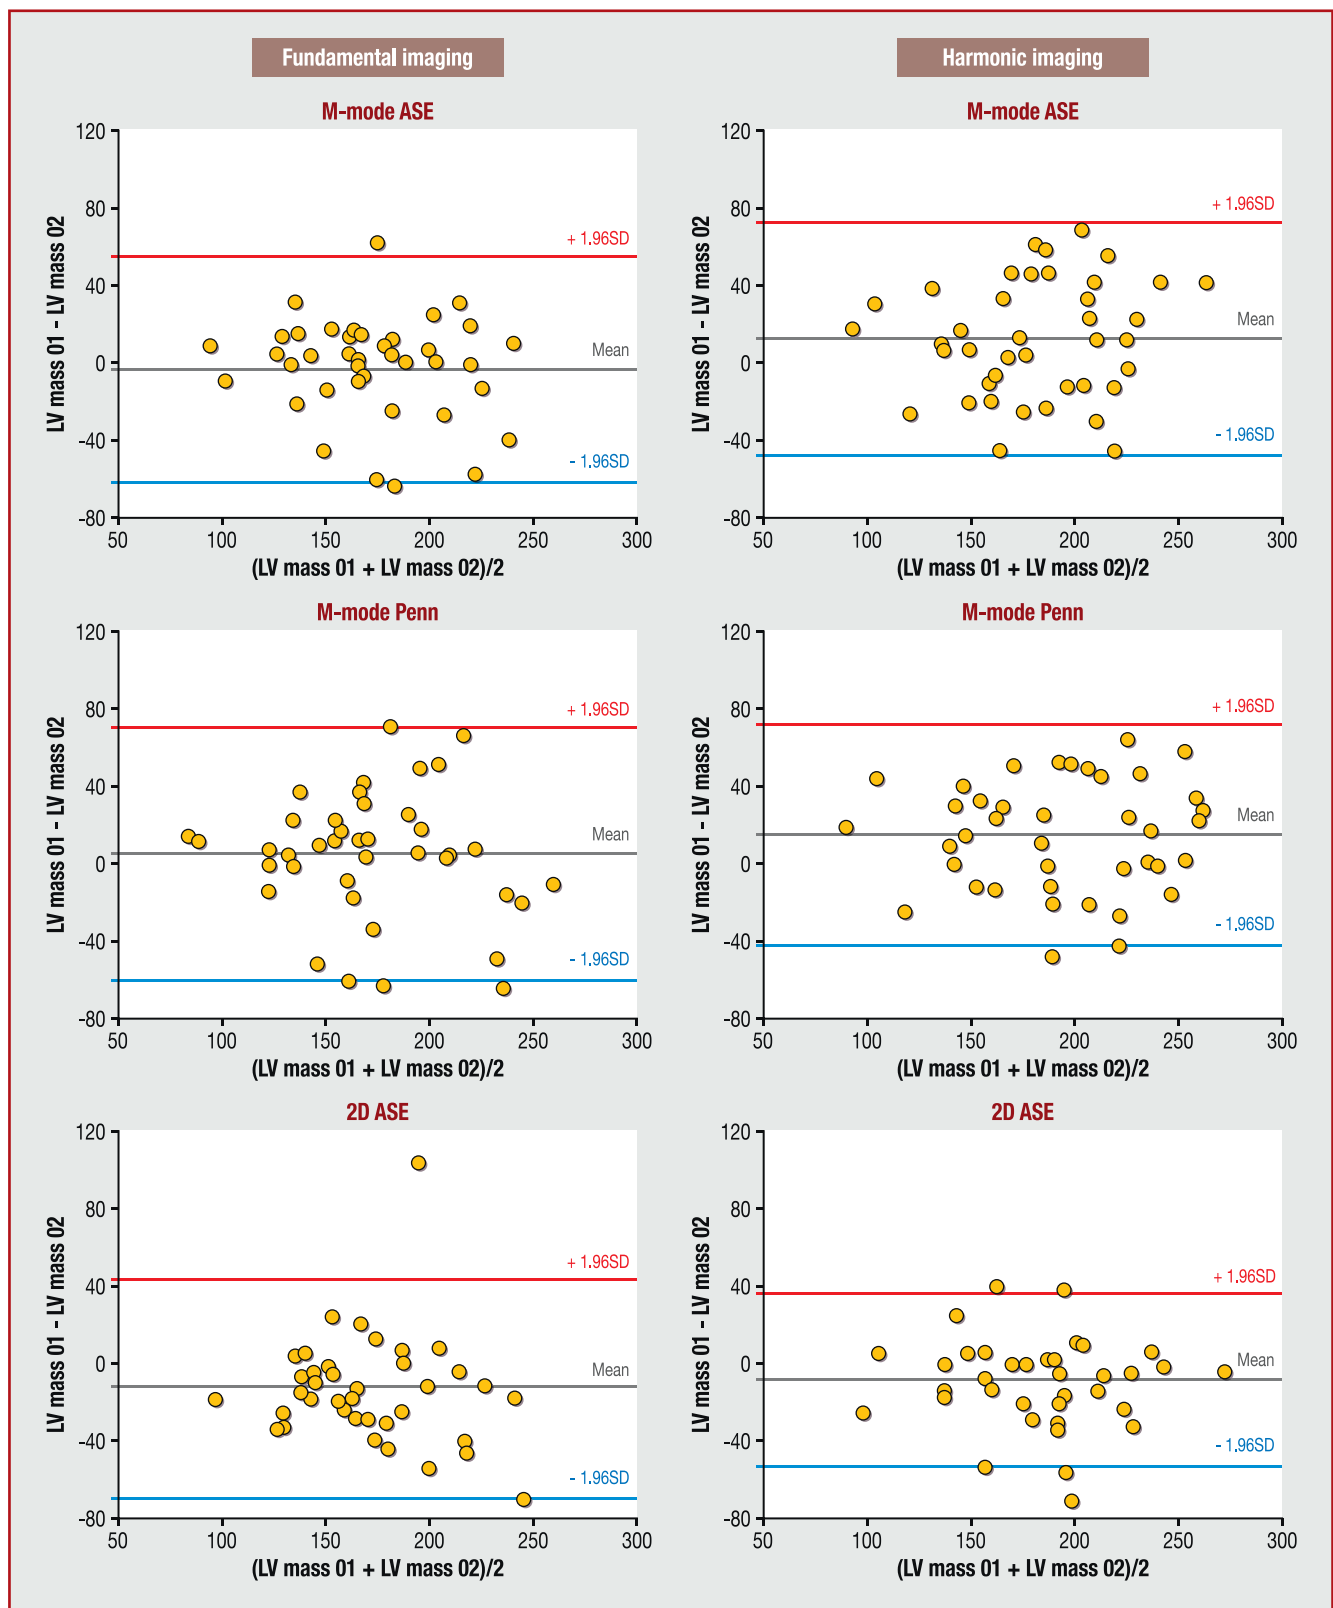 Fundamental imaging
Harmonic imaging
M-mode ASE
120
80
40
0
-40
-80
LV mass 01 - LV mass 02
+ 1.96SD
Mean
- 1.96SD
50 100 150 200 250 300
(LV mass 01 + LV mass 02)/2
M-mode ASE
120
80
40
0
-40
-80
LV mass 01 - LV mass 02
+ 1.96SD
Mean
- 1.96SD
50 100 150 200 250 300
(LV mass 01 + LV mass 02)/2
M-mode Penn
120
80
40
0
-40
-80
LV mass 01 - LV mass 02
+ 1.96SD
Mean
- 1.96SD
50 100 150 200 250 300
(LV mass 01 + LV mass 02)/2
M-mode Penn
120
80
40
0
-40
-80
LV mass 01 - LV mass 02
+ 1.96SD
Mean
- 1.96SD
50 100 150 200 250 300
(LV mass 01 + LV mass 02)/2
2D ASE
120
80
40
0
-40
-80
LV mass 01 - LV mass 02
+ 1.96SD
Mean
- 1.96SD
50 100 150 200 250 300
(LV mass 01 + LV mass 02)/2
2D ASE
120
80
40
0
-40
-80
LV mass 01 - LV mass 02
+ 1.96SD
Mean
- 1.96SD
50 100 150 200 250 300
(LV mass 01 + LV mass 02)/2